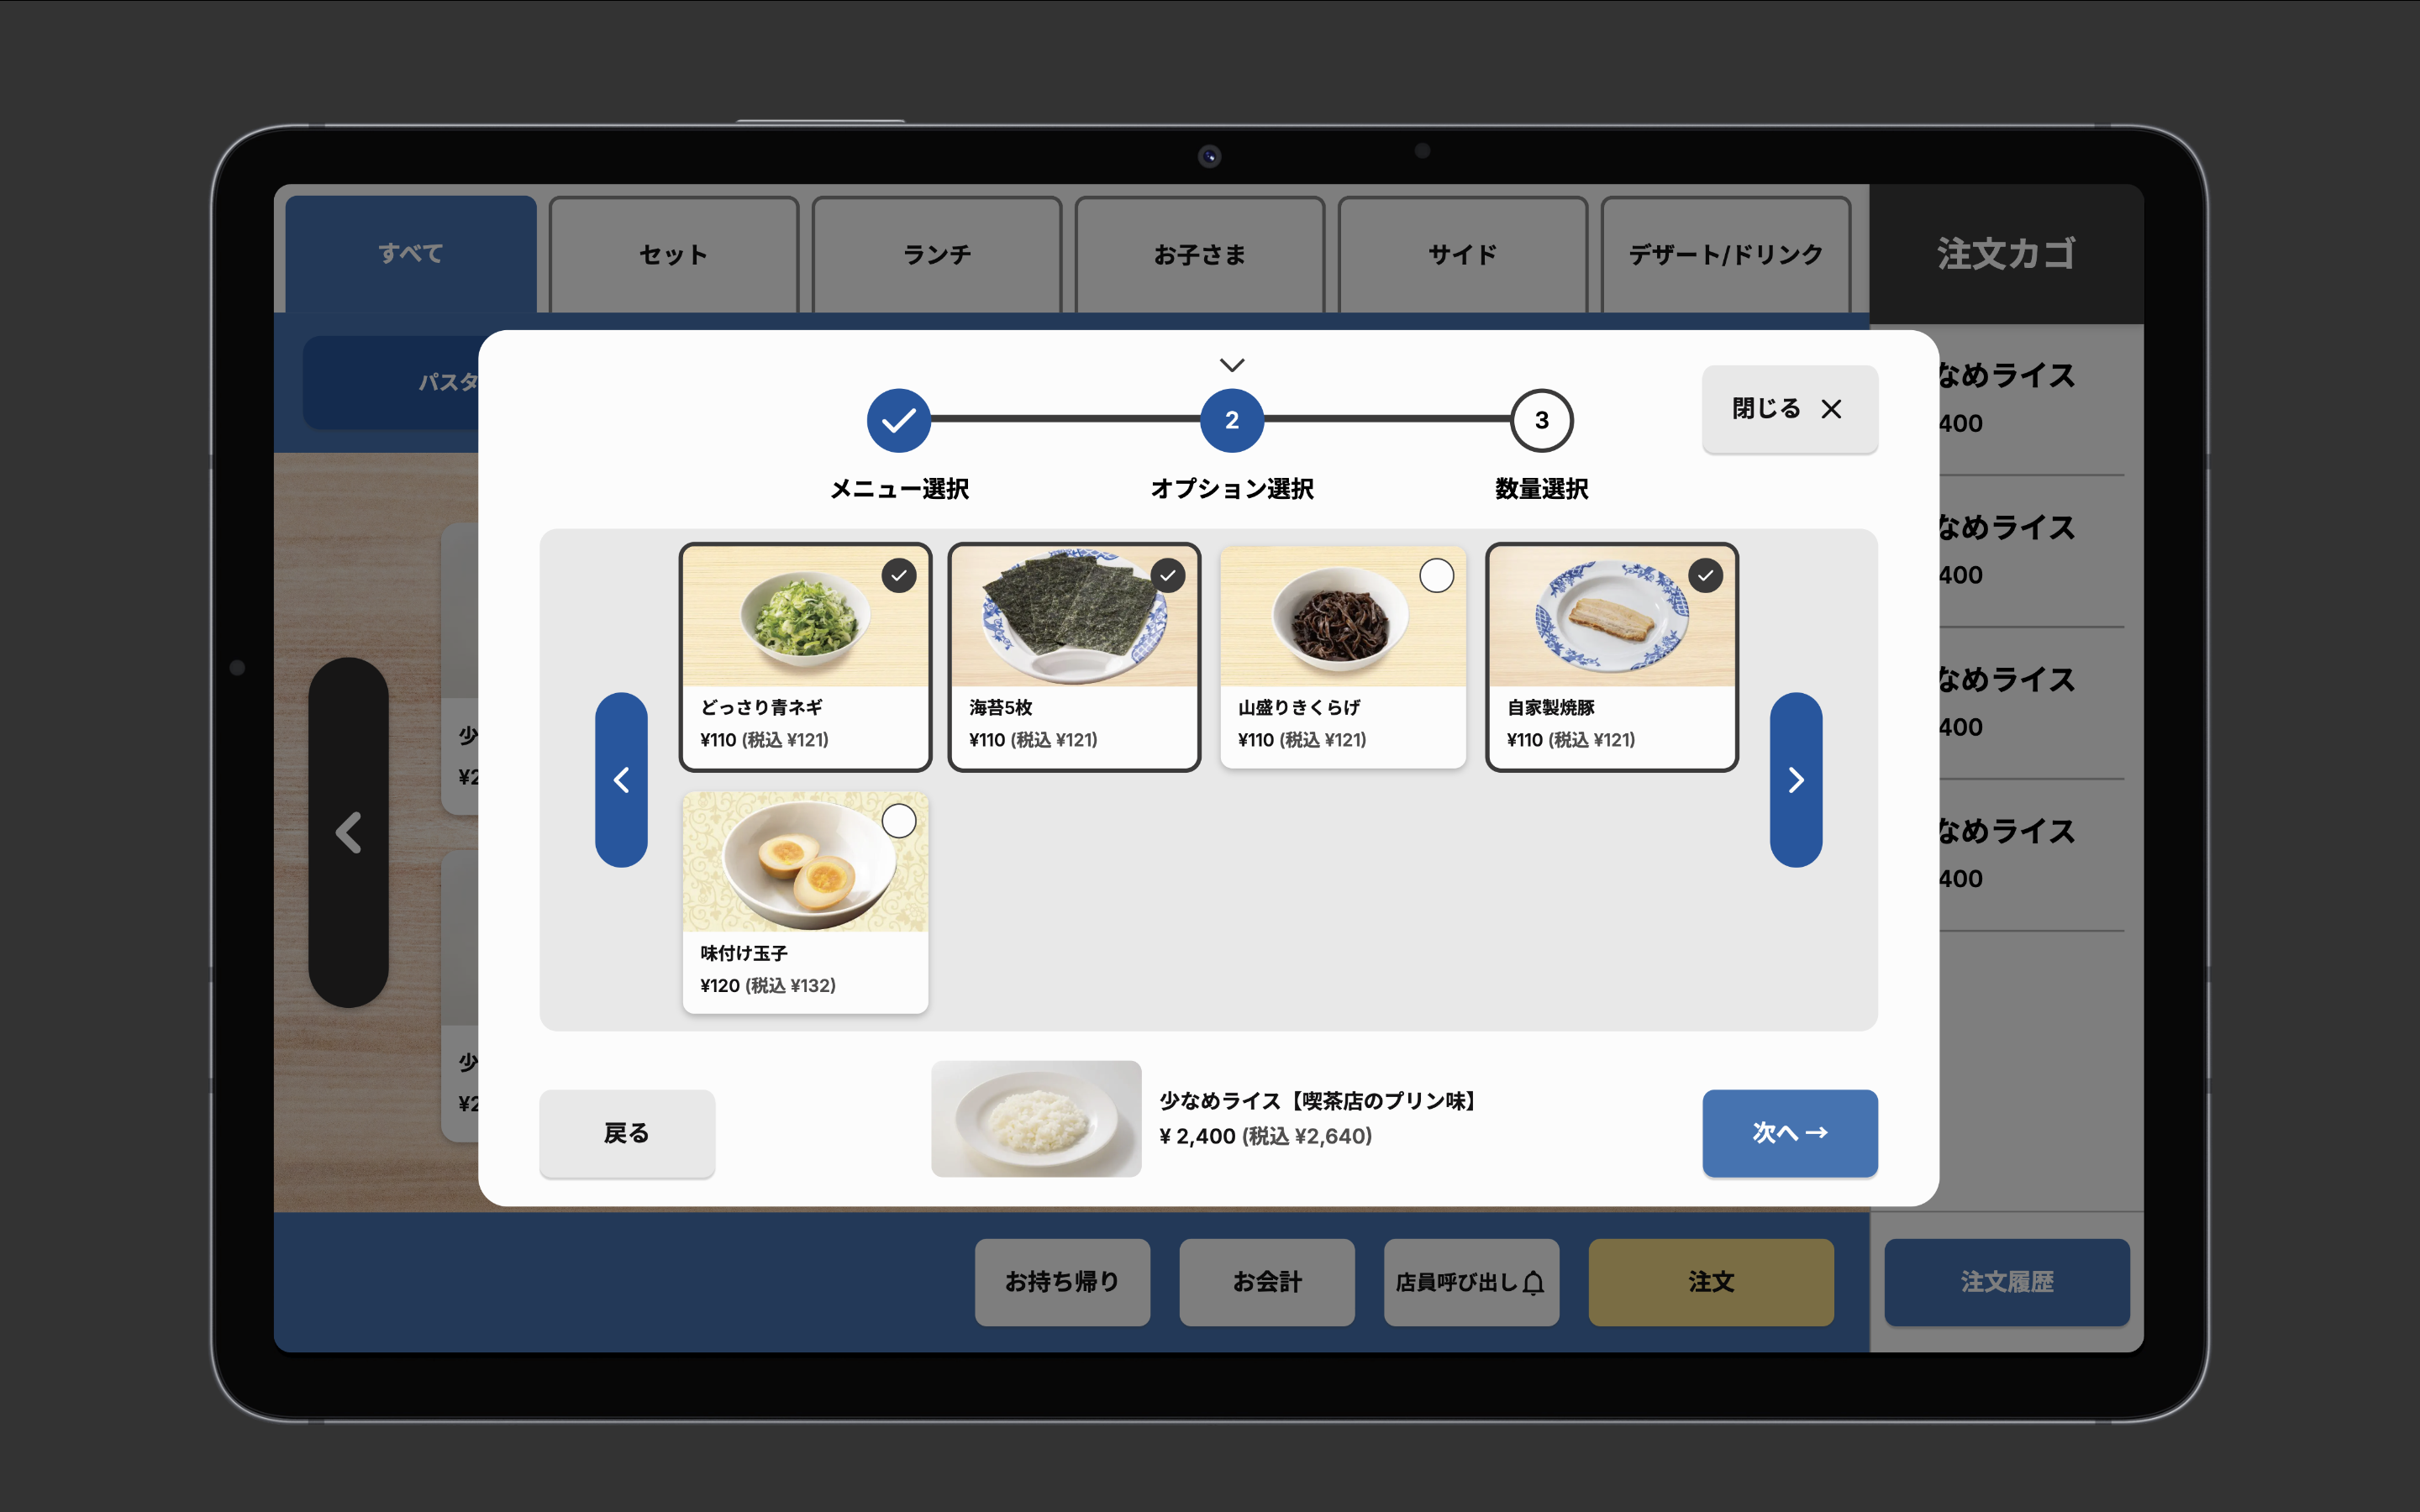 すべて
セット
ランチ
お子さま
サイド
デザート/ドリンク
注文カゴ
パスタ
2
3
メニュー選択
オプション選択
数量選択
閉じる
どっさり青ネギ
¥110 (税込 ¥121)
海苔5枚
¥110 (税込 ¥121)
山盛りきくらげ
¥110 (税込 ¥121)
自家製焼豚
¥110 (税込 ¥121)
味付け玉子
¥120 (税込 ¥132)
少
¥2
少
¥2
なめライス
400
なめライス
400
なめライス
400
なめライス
400
戻る
少なめライス【喫茶店のプリン味】
¥ 2,400 (税込 ¥2,640)
次へ→
お持ち帰り
お会計
店員呼び出し
注文
注文履歴